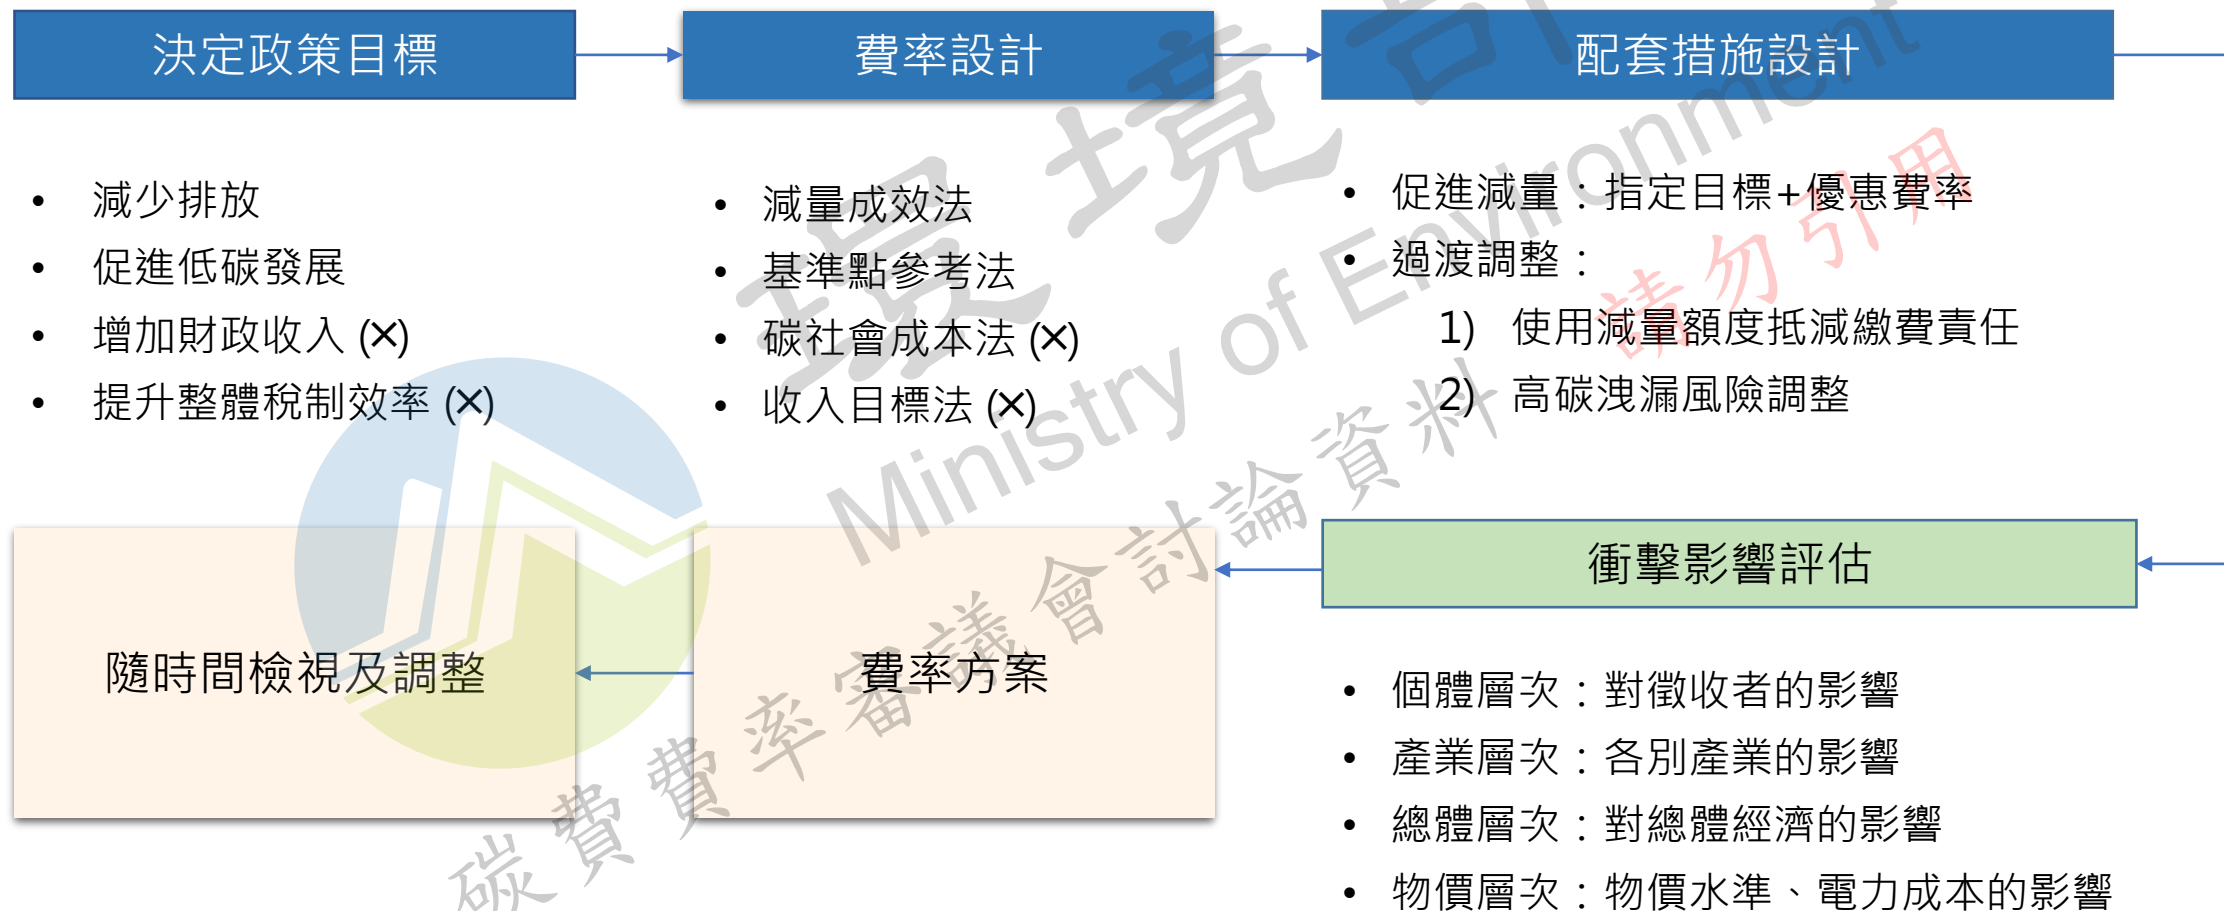 決定政策目標
費率設計
配套措施設計
• 減少排放
• 促進低碳發展
• 增加財政收入 (✕)
• 提升整體稅制效率 (✕)
• 減量成效法
• 基準點參考法
• 碳社會成本法 (✕)
• 收入目標法 (✕)
• 促進減量：指定目標+優惠費率
• 過渡調整：
1) 使用減量額度抵減繳費責任
2) 高碳洩漏風險調整
衝擊影響評估
• 個體層次：對徵收者的影響
• 產業層次：各別產業的影響
• 總體層次：對總體經濟的影響
• 物價層次：物價水準、電力成本的影響
費率方案
隨時間檢視及調整
環境
Ministry of Environment
碳費費率審議會討論資料 請勿引用